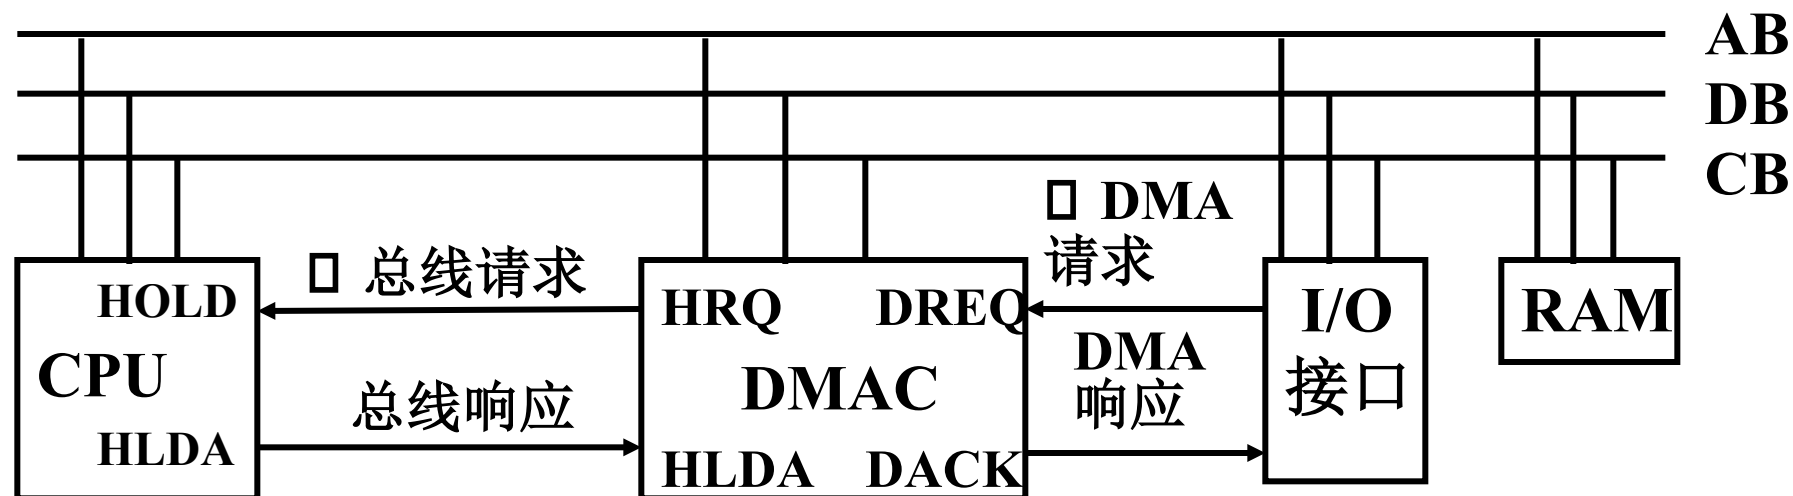 AB
DB
CB
□ DMA
请求
□ 总线请求
HOLD
CPU
总线响应
HLDA
HRQ
DREQ
DMAC
HLDA
DACK
DMA
响应
I/O
接口
RAM